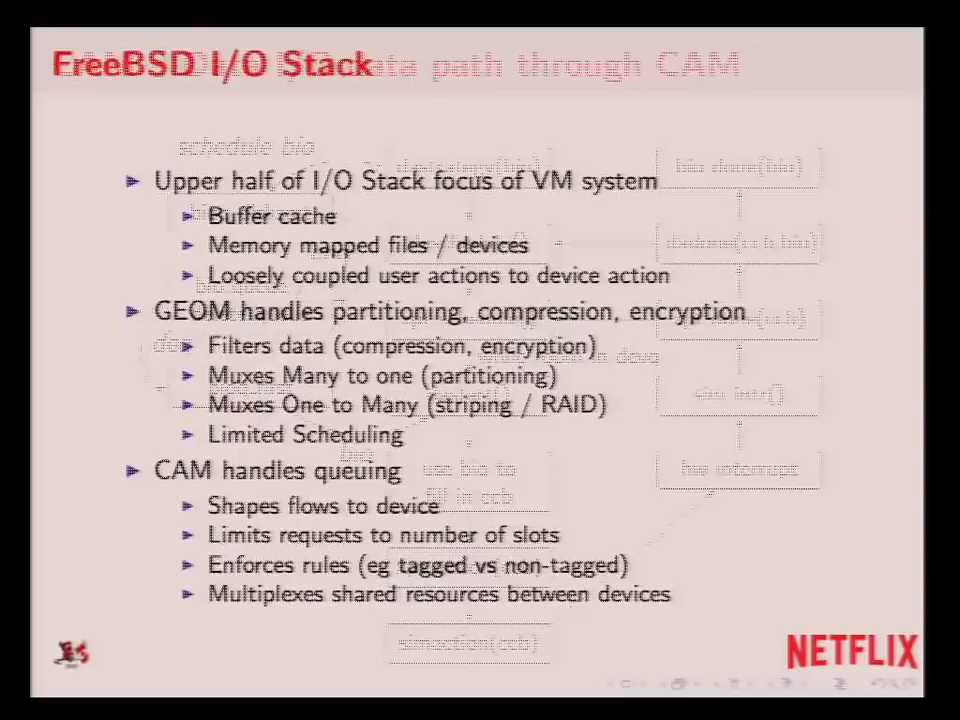 FreeBSD I/O Stack path through CAM
Upper half of I/O Stack focus of VM system
Buffer cache
Memory mapped files / devices
Loosely coupled user actions to device action
GEOM handles partitioning, compression, encryption
Filters data (compression, encryption)
Muxes Many to one (partitioning)
Muxes One to Many (striping / RAID)
Limited Scheduling
CAM handles queuing
Shapes flows to device
Limits requests to number of slots
Enforces rules (eg tagged vs non-tagged)
Multiplexes shared resources between devices
NETFLIX